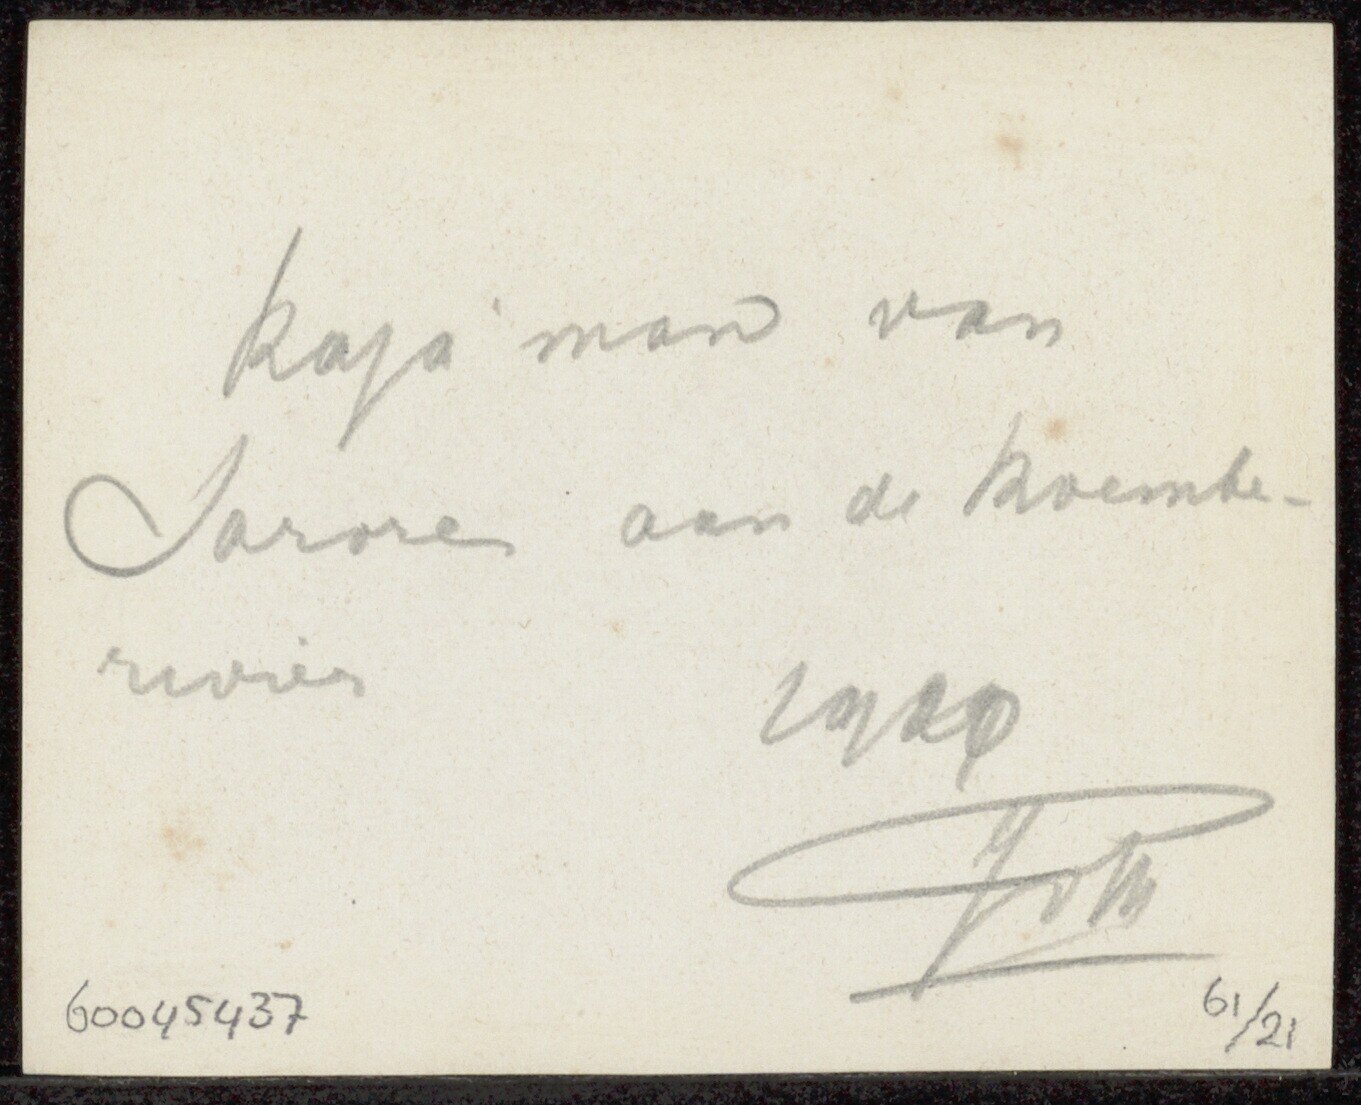 Kaja' man van
Sarore aan de Koembe-
rivier
1920
60045437
61/21